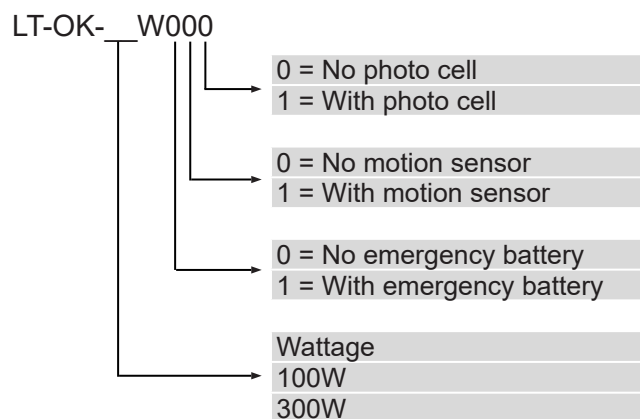 LT-OK-__W000
0 = No photo cell
1 = With photo cell
0 = No motion sensor
1 = With motion sensor
0 = No emergency battery
1 = With emergency battery
Wattage
100W
300W